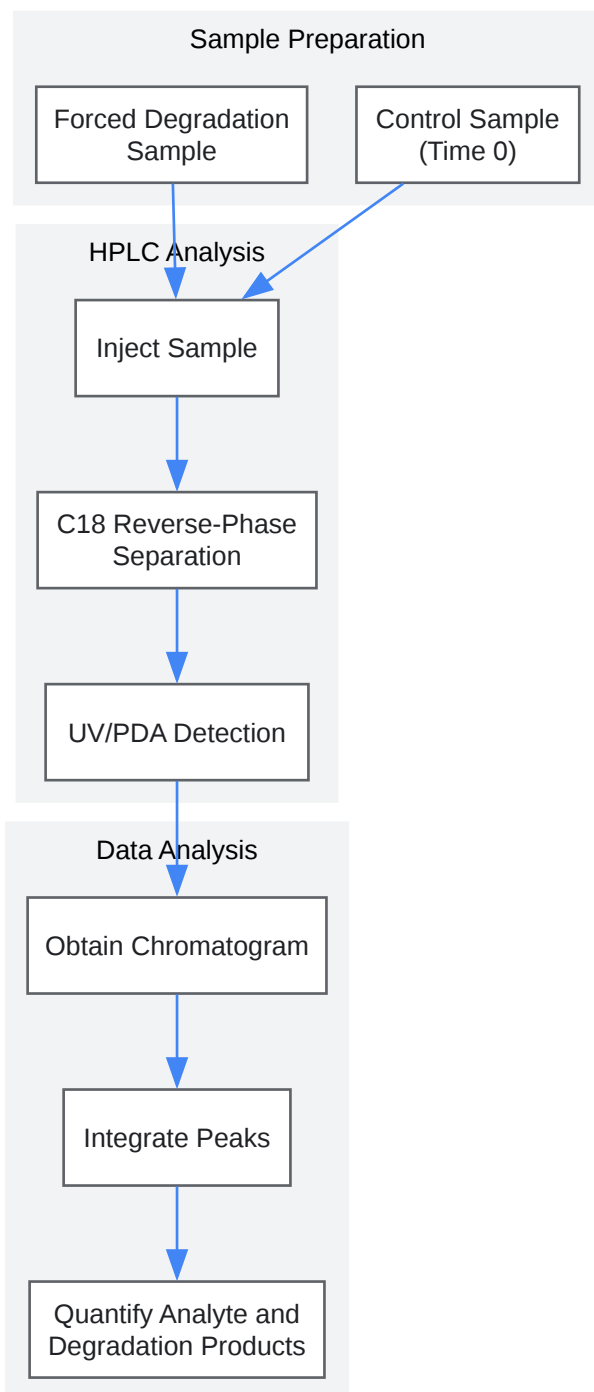 Sample Preparation
Forced Degradation
Sample
Control Sample
(Time 0)
HPLC Analysis
Inject Sample
C18 Reverse-Phase
Separation
UV/PDA Detection
Data Analysis
Obtain Chromatogram
Integrate Peaks
Quantify Analyte and
Degradation Products